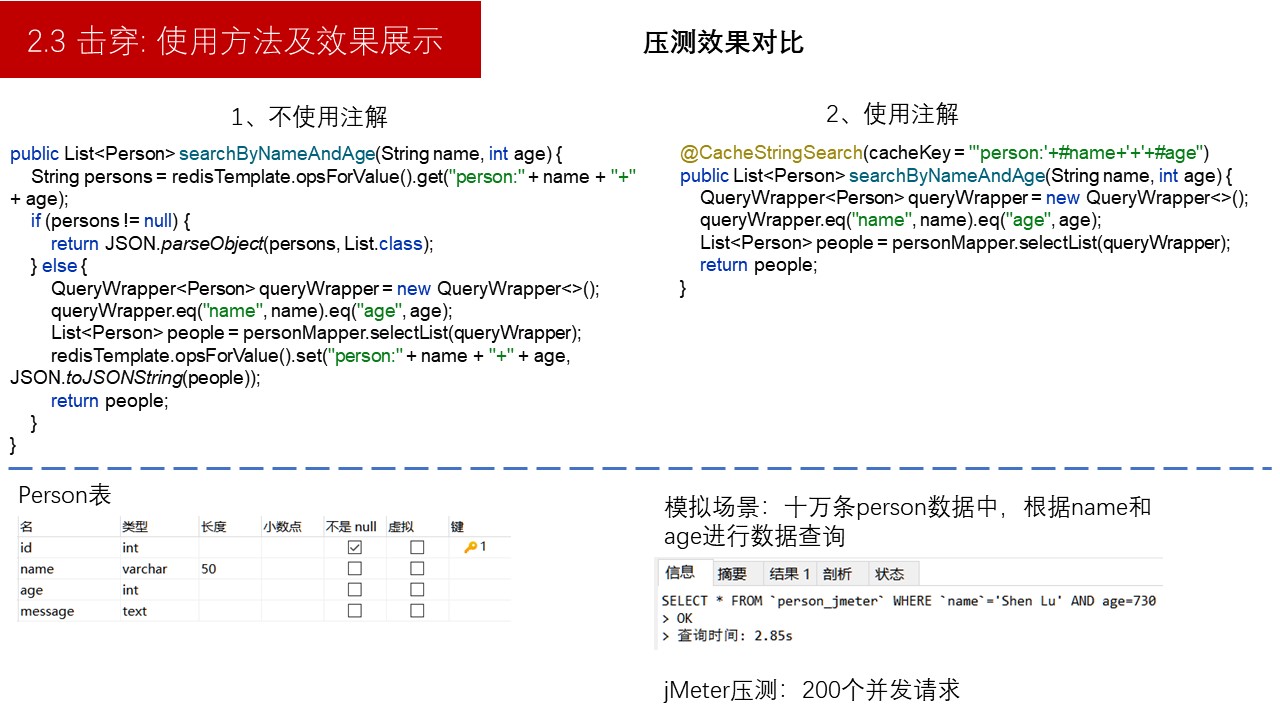 2.3 击穿: 使用方法及效果展示
压测效果对比
1、不使用注解
public List<Person> searchByNameAndAge(String name, int age) {
String persons = redisTemplate.opsForValue().get("person:" + name + "+"
+ age);
if (persons != null) {
return JSON.parseObject(persons, List.class);
} else {
QueryWrapper<Person> queryWrapper = new QueryWrapper<>();
queryWrapper.eq("name", name).eq("age", age);
List<Person> people = personMapper.selectList(queryWrapper);
redisTemplate.opsForValue().set("person:" + name + "+" + age,
JSON.toJSONString(people));
return people;
}
}
2、使用注解
@CacheStringSearch(cacheKey = "'person:'+#name+'+'+#age")
public List<Person> searchByNameAndAge(String name, int age) {
QueryWrapper<Person> queryWrapper = new QueryWrapper<>();
queryWrapper.eq("name", name).eq("age", age);
List<Person> people = personMapper.selectList(queryWrapper);
return people;
}
Person表
名 类型 长度 小数点 不是 null 虚拟 键
id int 1
name varchar 50
age int
message text
模拟场景：十万条person数据中，根据name和
age进行数据查询
信息 摘要 结果 1 剖析 状态
SELECT * FROM `person_jmeter` WHERE `name`='Shen Lu' AND age=730
> OK
> 查询时间: 2.85s
jMeter压测：200个并发请求